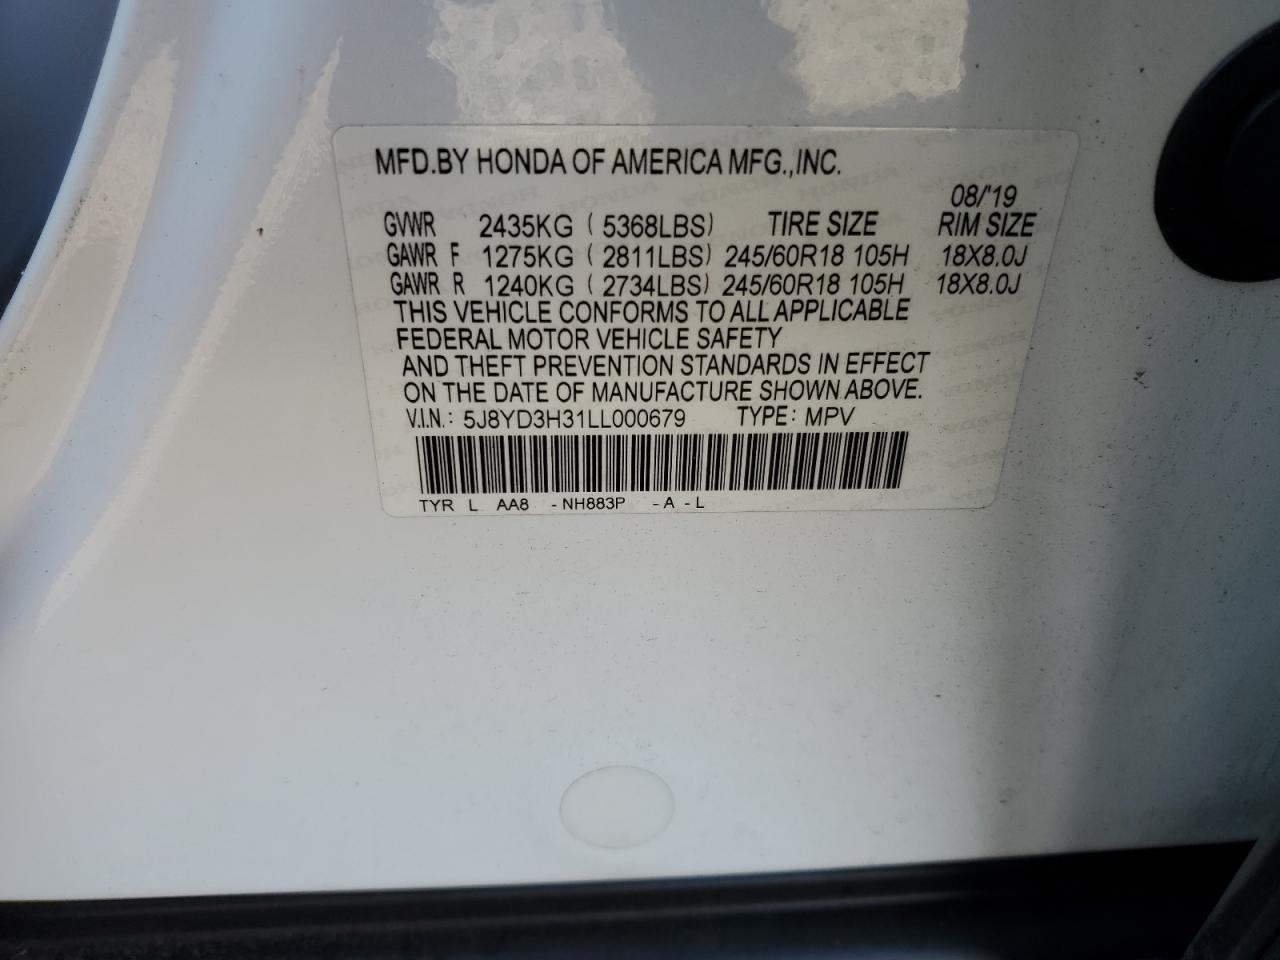 MFD.BY HONDA OF AMERICA MFG.,INC.
08/'19
GVWR 2435KG ( 5368LBS) TIRE SIZE RIM SIZE
GAWR F 1275KG ( 2811LBS) 245/60R18 105H 18X8.0J
GAWR R 1240KG ( 2734LBS) 245/60R18 105H 18X8.0J
THIS VEHICLE CONFORMS TO ALL APPLICABLE
FEDERAL MOTOR VEHICLE SAFETY
AND THEFT PREVENTION STANDARDS IN EFFECT
ON THE DATE OF MANUFACTURE SHOWN ABOVE.
V.I.N.: 5J8YD3H31LL000679 TYPE: MPV
TYR L AA8 -NH883P -A -L